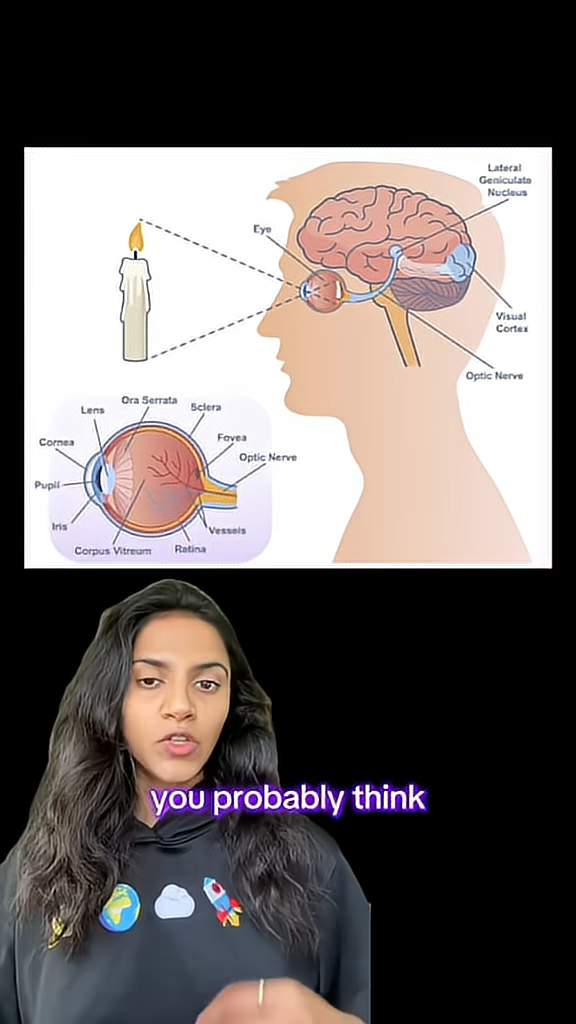 Lateral
Geniculate
Nucleus
Eye
Visual
Cortex
Optic Nerve
Ora Serrata
Lens
Sclera
Cornea
Fovea
Optic Nerve
Pupil
Iris
Vessels
Corpus Vitreum
Retina
you probably think